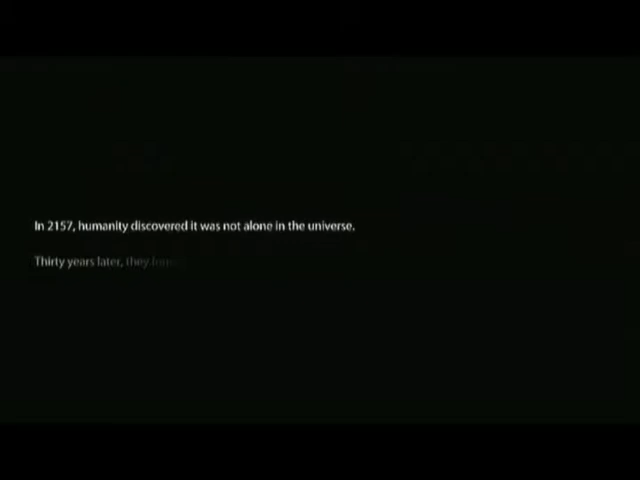 In 2157, humanity discovered it was not alone in the universe.
Thirty years later, they